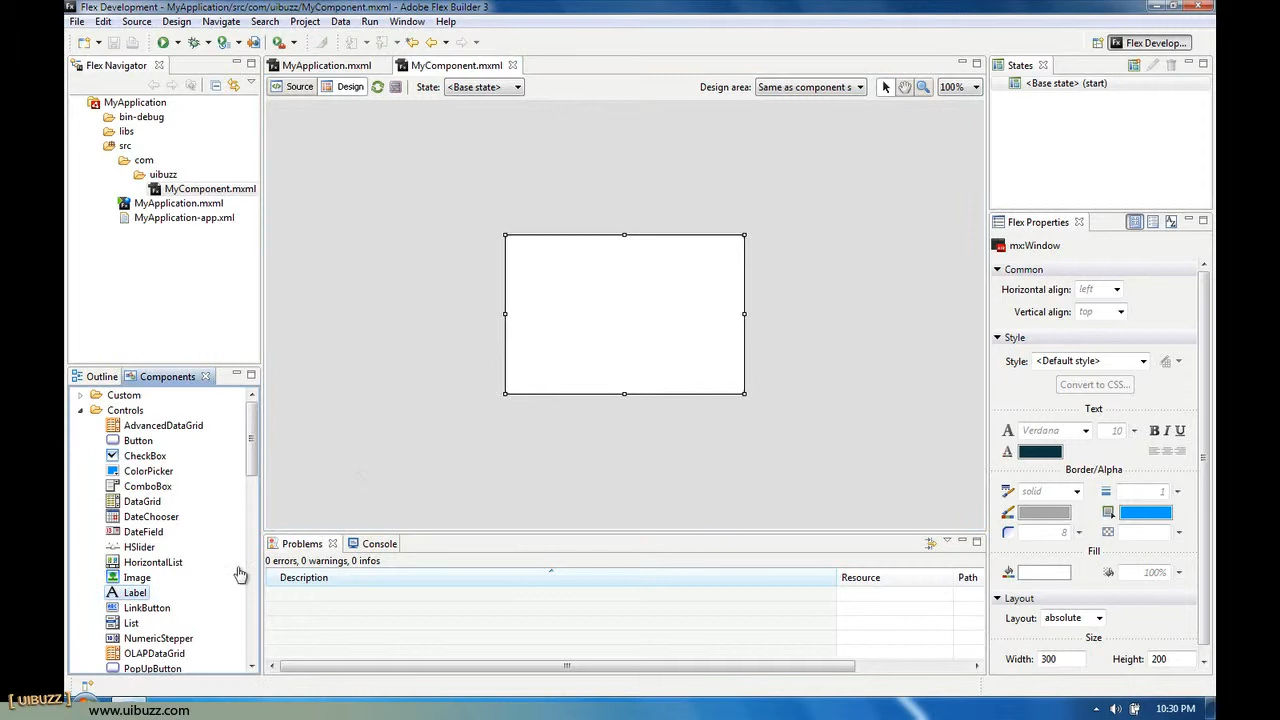 Flex Development - MyApplication/src/com/uibuzz/MyComponent.mxml - Adobe Flex Builder 3
File Edit Source Design Navigate Search Project Data Run Window Help
Flex Develop...
Flex Navigator
MyApplication.mxml
MyComponent.mxml
States
Source Design State: <Base state> Design area: Same as component s 100%
<Base state> (start)
MyApplication
bin-debug
libs
src
com
uibuzz
MyComponent.mxml
MyApplication.mxml
MyApplication-app.xml
Flex Properties
mx:Window
Common
Horizontal align: left
Vertical align: top
Style
Style: <Default style>
Convert to CSS...
Text
Verdana 10 B I U
A
Border/Alpha
solid 1
8
Fill
100%
Layout
Layout: absolute
Size
Width: 300 Height: 200
Outline Components
Custom
Controls
AdvancedDataGrid
Button
CheckBox
ColorPicker
ComboBox
DataGrid
DateChooser
DateField
HSlider
HorizontalList
Image
Label
LinkButton
List
NumericStepper
OLAPDataGrid
PopUpButton
Problems Console
0 errors, 0 warnings, 0 infos
Description Resource Path
[UIBUZZ]
www.uibuzz.com
10:30 PM